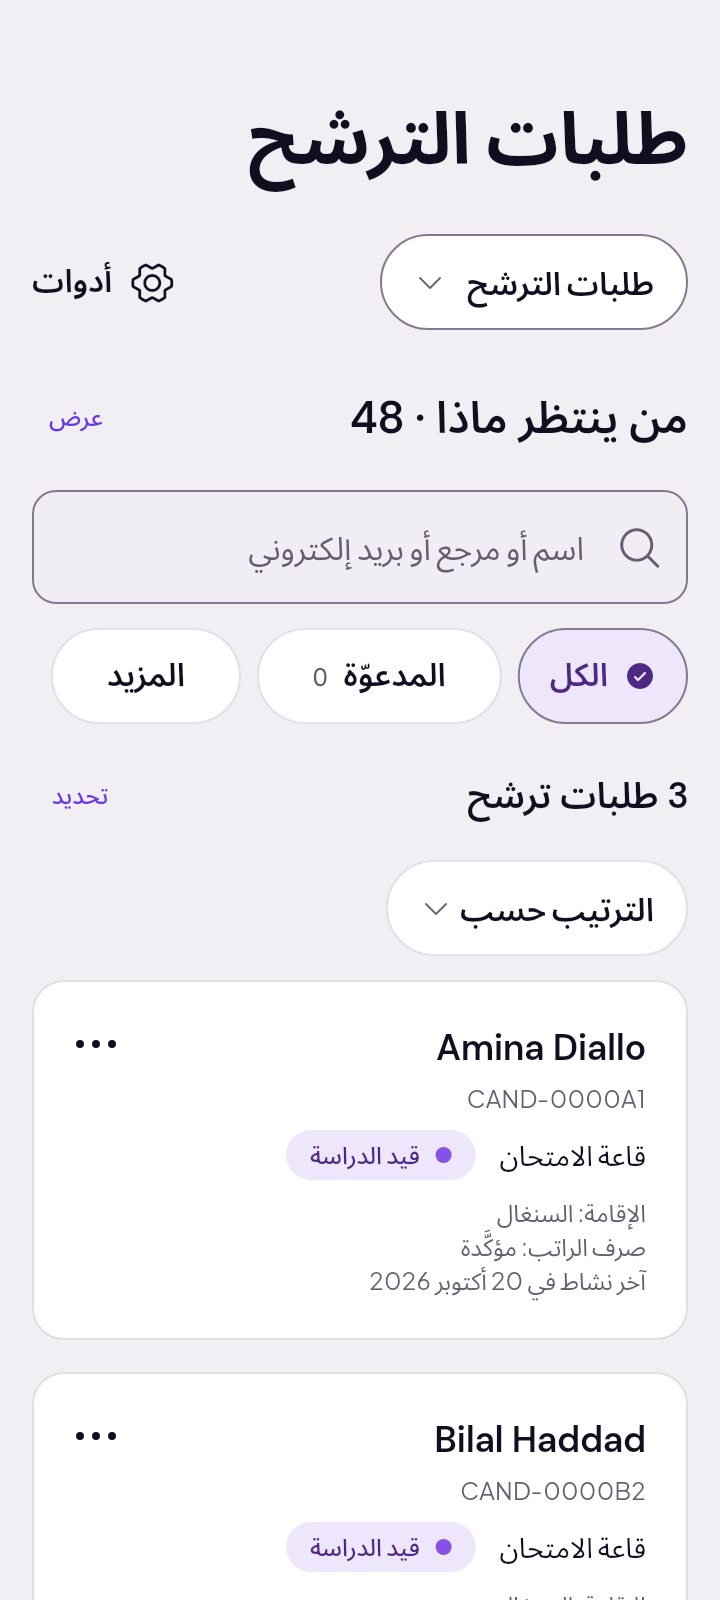 طلبات الترشح
طلبات الترشح
أدوات
من ينتظر ماذا · 48
عرض
اسم أو مرجع أو بريد إلكتروني
الكل
المدعوّة 0
المزيد
3 طلبات ترشح
تحديد
الترتيب حسب
Amina Diallo
CAND-0000A1
قاعة الامتحان
قيد الدراسة
الإقامة: السنغال
صرف الراتب: مؤكَّدة
آخر نشاط في 20 أكتوبر 2026
Bilal Haddad
CAND-0000B2
قاعة الامتحان
قيد الدراسة